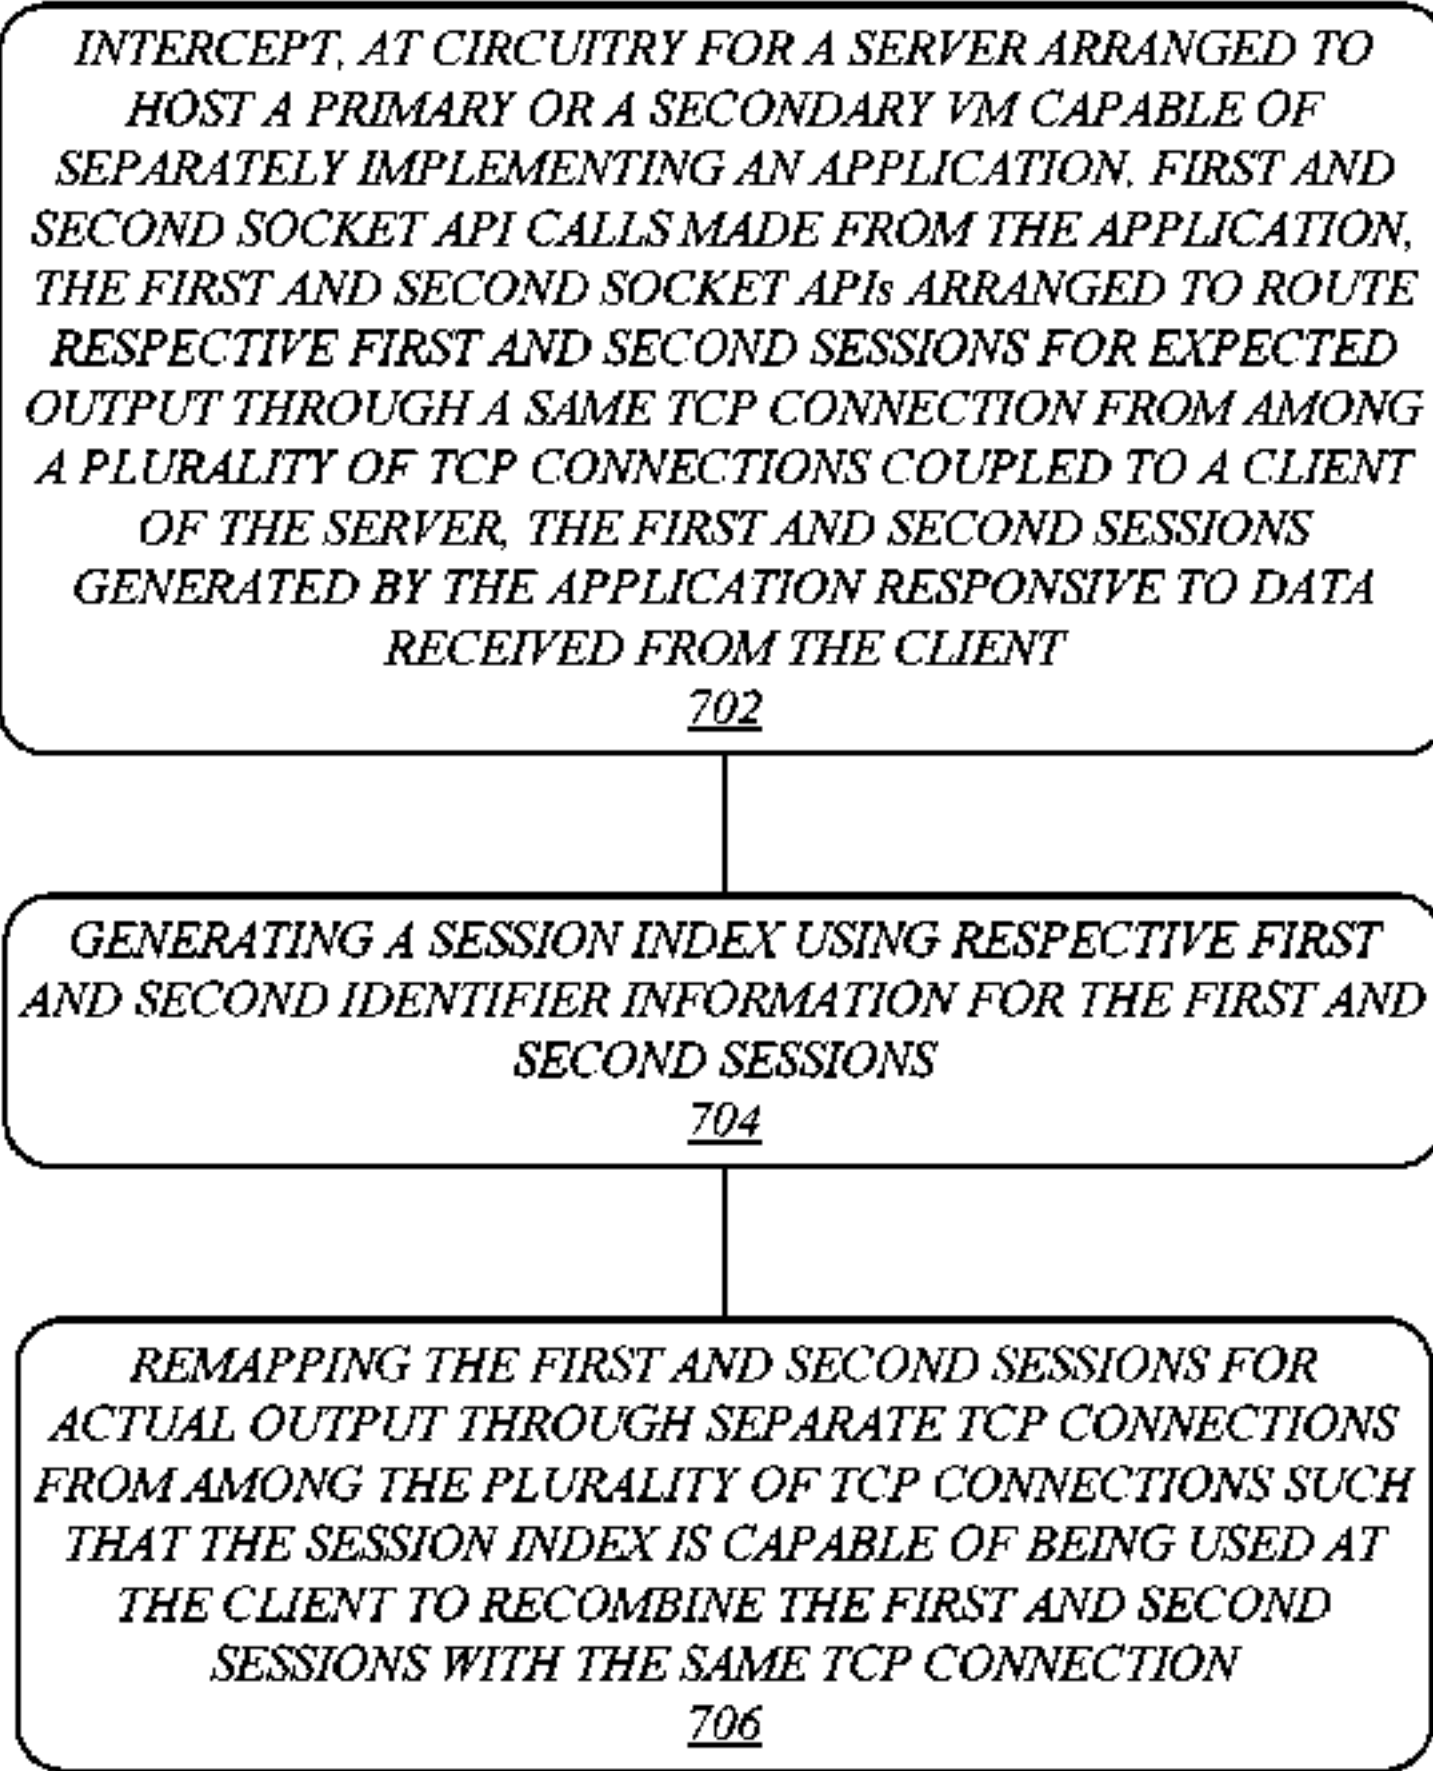 INTERCEPT, AT CIRCUITRY FOR A SERVER ARRANGED TO
HOST A PRIMARY OR A SECONDARY VM CAPABLE OF
SEPARATELY IMPLEMENTING AN APPLICATION, FIRST AND
SECOND SOCKET API CALLS MADE FROM THE APPLICATION,
THE FIRST AND SECOND SOCKET APIs ARRANGED TO ROUTE
RESPECTIVE FIRST AND SECOND SESSIONS FOR EXPECTED
OUTPUT THROUGH A SAME TCP CONNECTION FROM AMONG
A PLURALITY OF TCP CONNECTIONS COUPLED TO A CLIENT
OF THE SERVER, THE FIRST AND SECOND SESSIONS
GENERATED BY THE APPLICATION RESPONSIVE TO DATA
RECEIVED FROM THE CLIENT
702
GENERATING A SESSION INDEX USING RESPECTIVE FIRST
AND SECOND IDENTIFIER INFORMATION FOR THE FIRST AND
SECOND SESSIONS
704
REMAPPING THE FIRST AND SECOND SESSIONS FOR
ACTUAL OUTPUT THROUGH SEPARATE TCP CONNECTIONS
FROM AMONG THE PLURALITY OF TCP CONNECTIONS SUCH
THAT THE SESSION INDEX IS CAPABLE OF BEING USED AT
THE CLIENT TO RECOMBINE THE FIRST AND SECOND
SESSIONS WITH THE SAME TCP CONNECTION
706